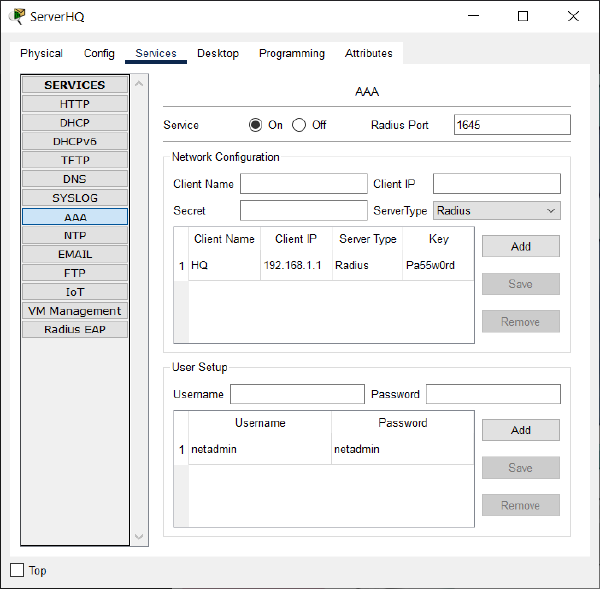 ServerHQ
Physical Config Services Desktop Programming Attributes
SERVICES
HTTP
DHCP
DHCPv6
TFTP
DNS
SYSLOG
AAA
NTP
EMAIL
FTP
IoT
VM Management
Radius EAP
AAA
Service On Off Radius Port 1645
Network Configuration
Client Name Client IP
Secret ServerType Radius
Client Name Client IP Server Type Key
1 HQ 192.168.1.1 Radius Pa55w0rd
Add
Save
Remove
User Setup
Username Password
Username Password
1 netadmin netadmin
Add
Save
Remove
Top